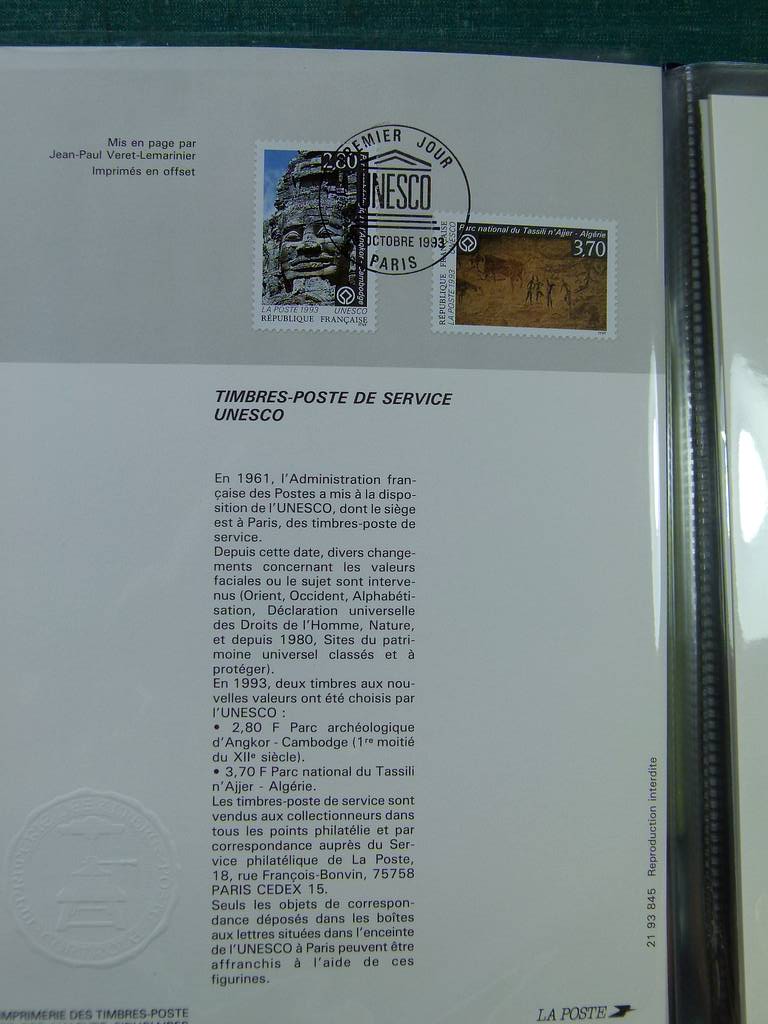 Mis en page par
Jean-Paul Veret-Lemarinier
Imprimés en offset
PREMIER JOUR
UNESCO
OCTOBRE 1993
PARIS
2,80
d'Angkor - Cambodge
LA POSTE 1993 UNESCO
RÉPUBLIQUE FRANÇAISE
RÉPUBLIQUE FRANÇAISE
LA POSTE 1993 UNESCO
Parc national du Tassili n'Ajjer - Algérie
3,70
TIMBRES-POSTE DE SERVICE
UNESCO
En 1961, l'Administration fran-
çaise des Postes a mis à la dispo-
sition de l'UNESCO, dont le siège
est à Paris, des timbres-poste de
service.
Depuis cette date, divers change-
ments concernant les valeurs
faciales ou le sujet sont interve-
nus (Orient, Occident, Alphabéti-
sation, Déclaration universelle
des Droits de l'Homme, Nature,
et depuis 1980, Sites du patri-
moine universel classés et à
protéger).
En 1993, deux timbres aux nou-
velles valeurs ont été choisis par
l'UNESCO :
• 2,80 F Parc archéologique
d'Angkor - Cambodge (1re moitié
du XIIe siècle).
• 3,70 F Parc national du Tassili
n'Ajjer - Algérie.
Les timbres-poste de service sont
vendus aux collectionneurs dans
tous les points philatélie et par
correspondance auprès du Ser-
vice philatélique de La Poste,
18, rue François-Bonvin, 75758
PARIS CEDEX 15.
Seuls les objets de correspon-
dance déposés dans les boîtes
aux lettres situées dans l'enceinte
de l'UNESCO à Paris peuvent être
affranchis à l'aide de ces
figurines.
21 93 845 Reproduction interdite
IMPRIMERIE DES TIMBRES-POSTE
LA POSTE